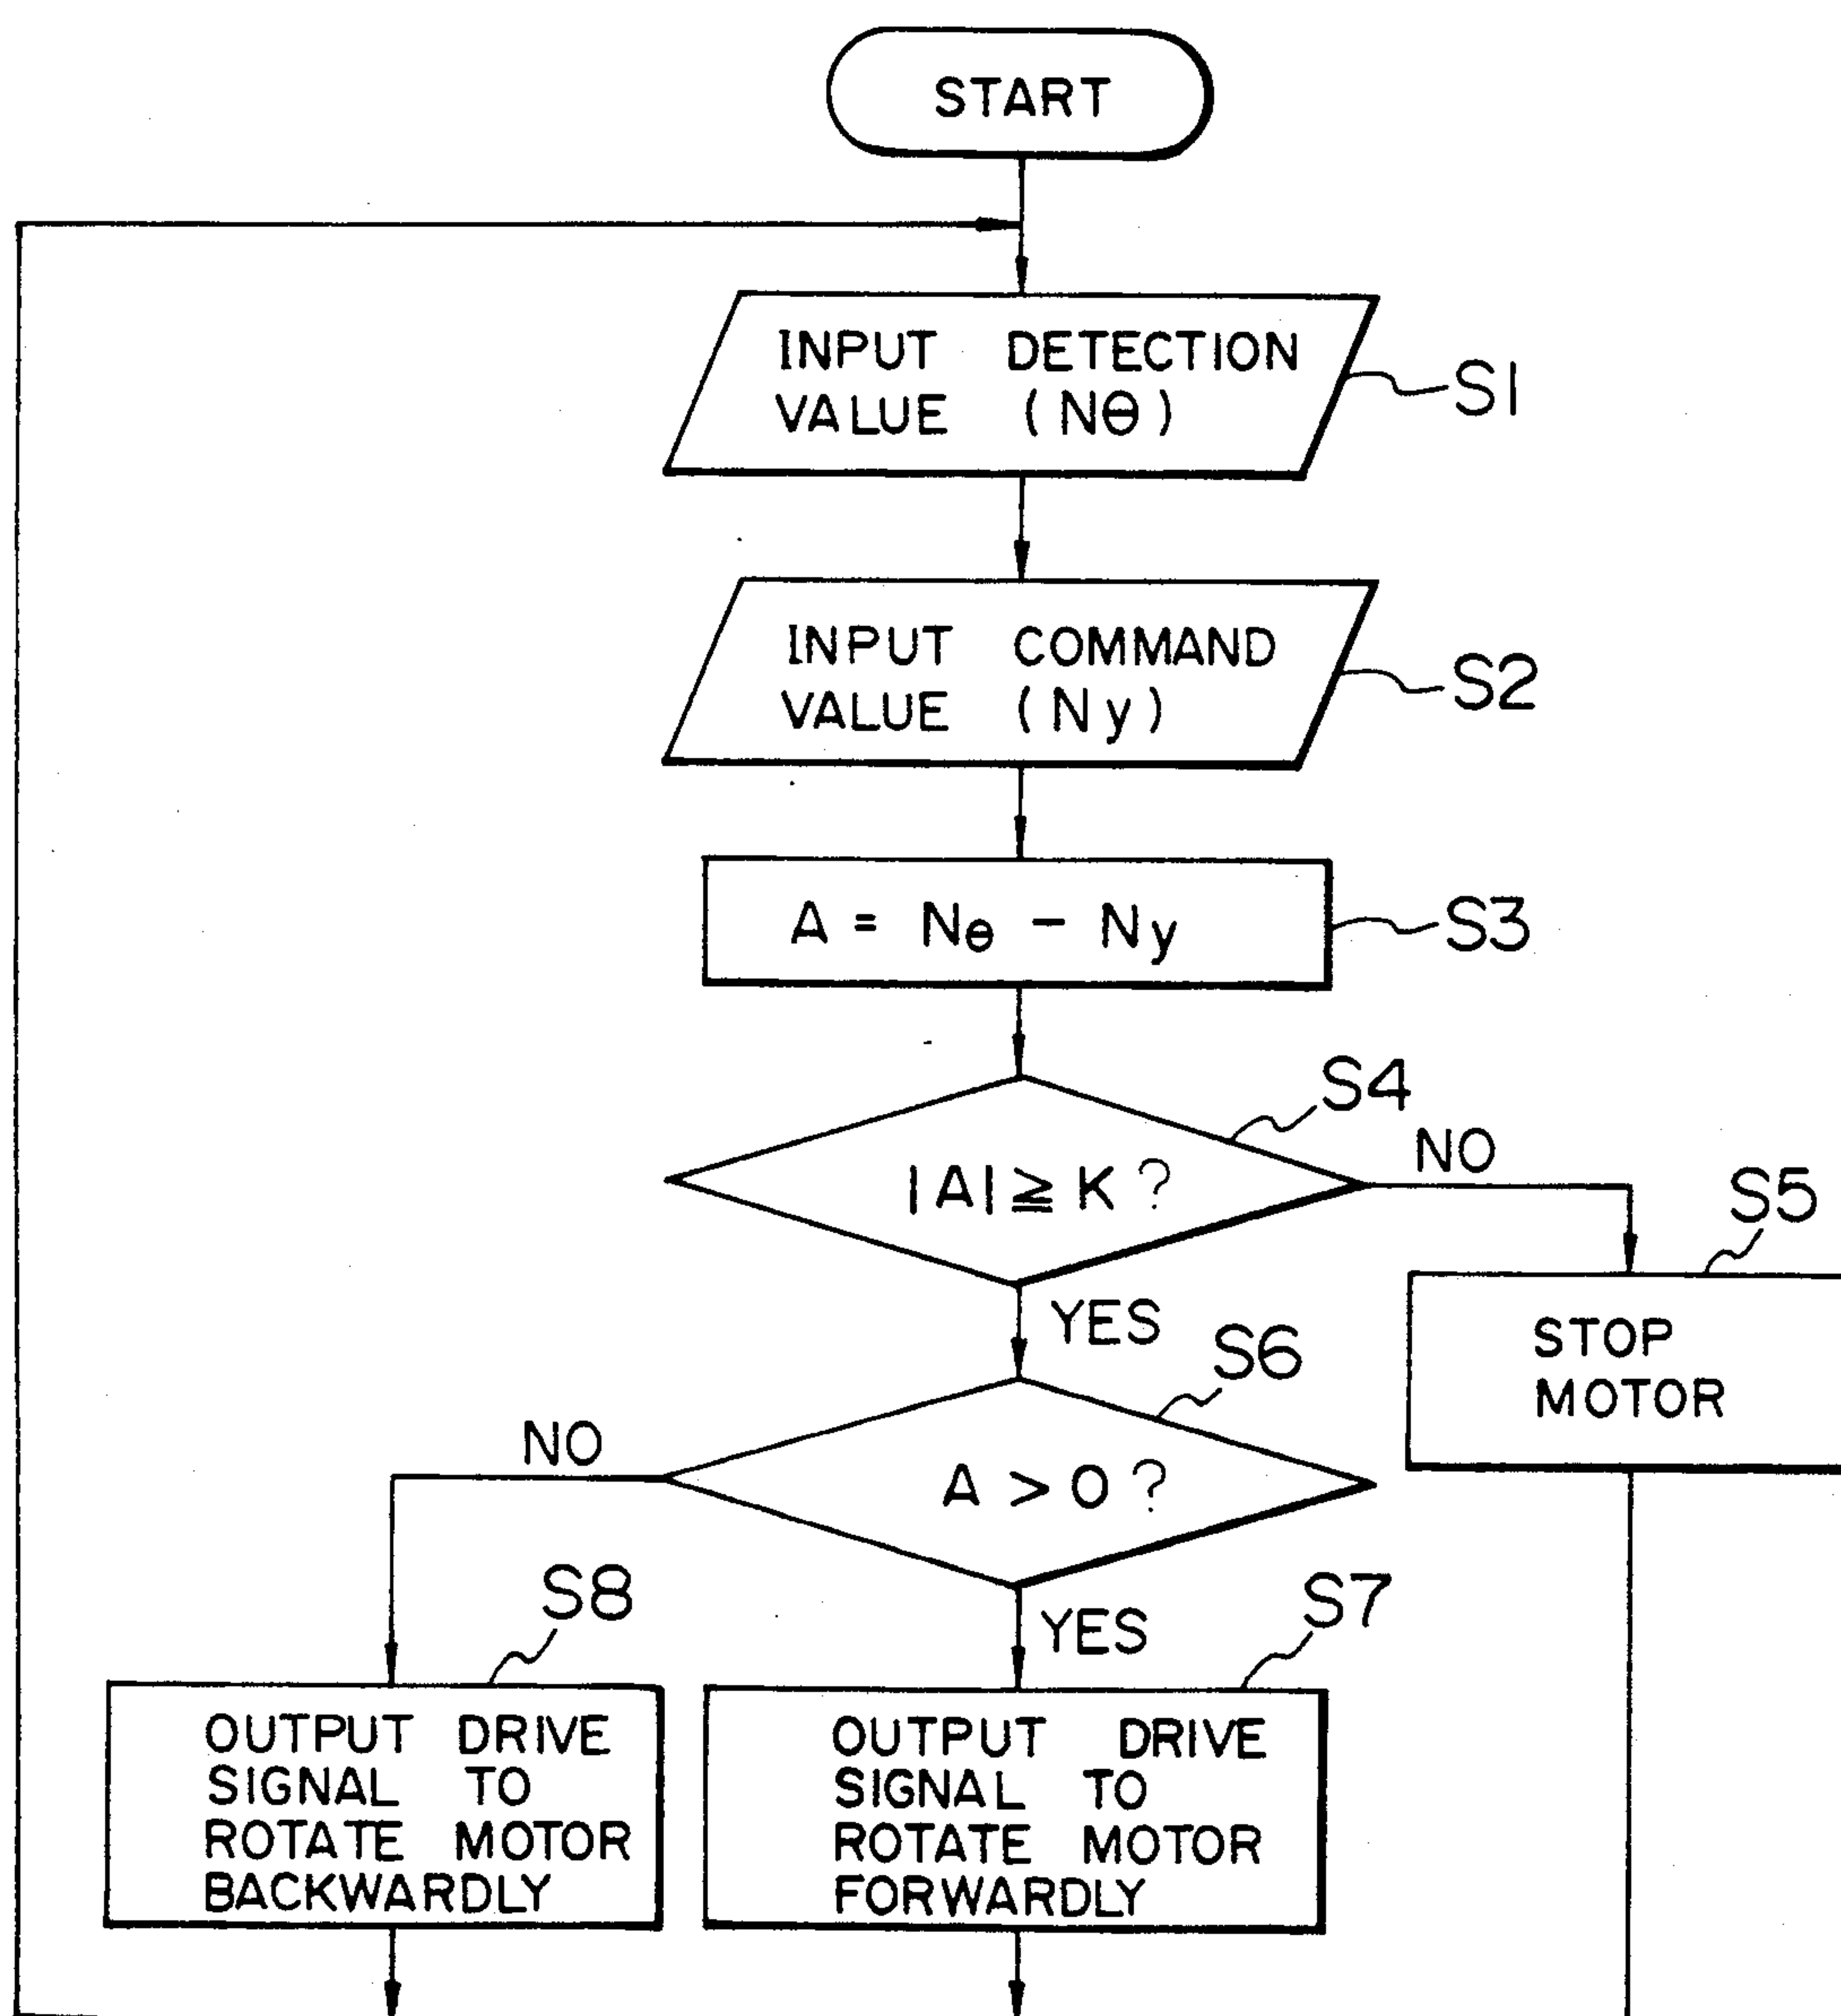 START
INPUT DETECTION
VALUE (Nθ)
S1
INPUT COMMAND
VALUE (Ny)
S2
A = Nθ - Ny
S3
S4
|A| ≧ K ?
NO
S5
YES
STOP
MOTOR
S6
NO
A > 0 ?
S8
YES
S7
OUTPUT DRIVE
SIGNAL TO
ROTATE MOTOR
BACKWARDLY
OUTPUT DRIVE
SIGNAL TO
ROTATE MOTOR
FORWARDLY